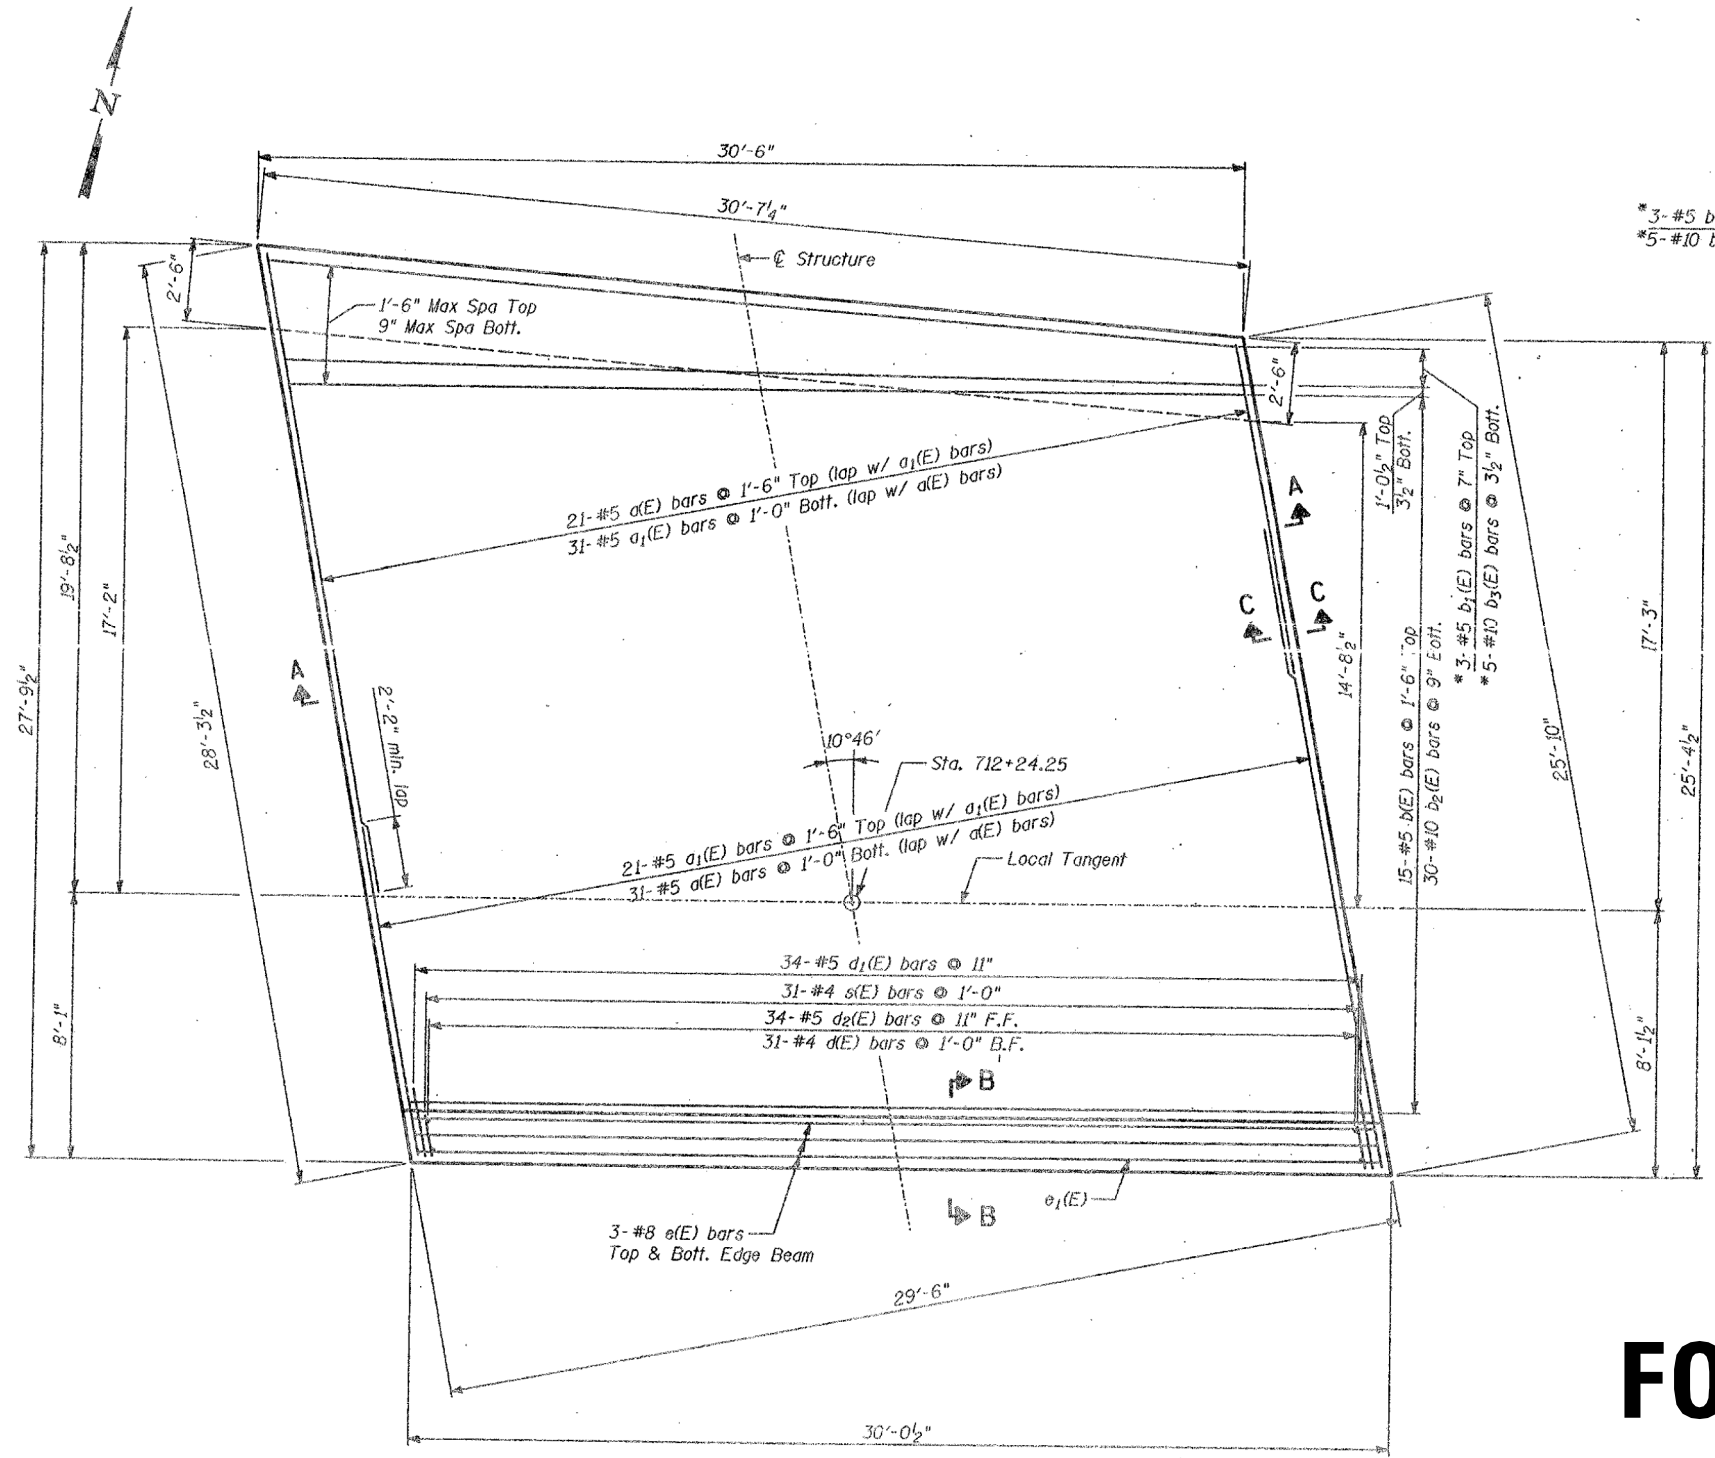 N
30'-6"
30'-7¼"
℄ Structure
*3-#5 b
*5-#10 b
2'-6"
1'-6" Max Spa Top
9" Max Spa Bott.
2'-6"
1'-0½" Top
3½" Bott.
*3-#5 b₁(E) bars @ 7" Top
*5-#10 b₃(E) bars @ 3½" Bott.
21-#5 a(E) bars @ 1'-6" Top (lap w/ a₁(E) bars)
31-#5 a₁(E) bars @ 1'-0" Bott. (lap w/ a(E) bars)
A
C
C
19'-8½"
17'-2"
27'-9½"
28'-3½"
A
2'-2" min. lap
14'-8½"
15-#5 b(E) bars @ 1'-6" Top
30-#10 b₂(E) bars @ 9" Bott.
17'-3"
25'-10"
25'-4½"
10°46'
Sta. 712+24.25
21-#5 a₁(E) bars @ 1'-6" Top (lap w/ a₁(E) bars)
31-#5 a(E) bars @ 1'-0" Bott. (lap w/ a(E) bars)
Local Tangent
34-#5 d₁(E) bars @ 11"
31-#4 s(E) bars @ 1'-0"
34-#5 d₂(E) bars @ 11" F.F.
31-#4 d(E) bars @ 1'-0" B.F.
8'-1"
8'-1½"
B
B
e₁(E)
3-#8 e(E) bars
Top & Bott. Edge Beam
29'-6"
30'-0½"
FO